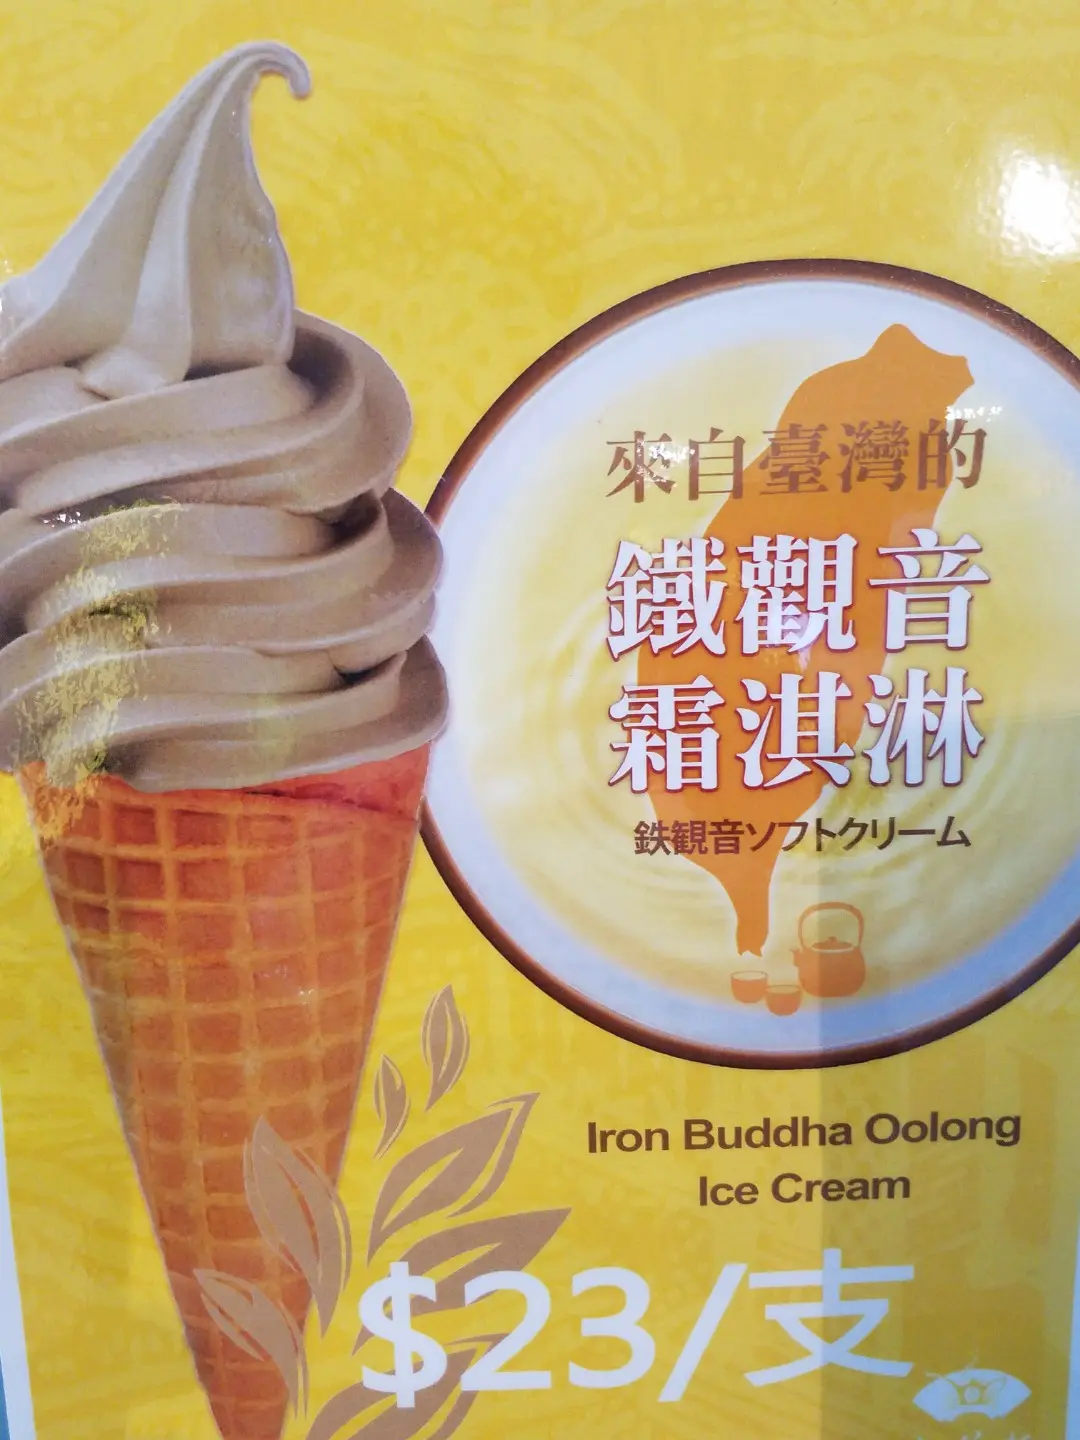 來自臺灣的
鐵觀音
霜淇淋
鉄観音ソフトクリーム
Iron Buddha Oolong
Ice Cream
$23/支